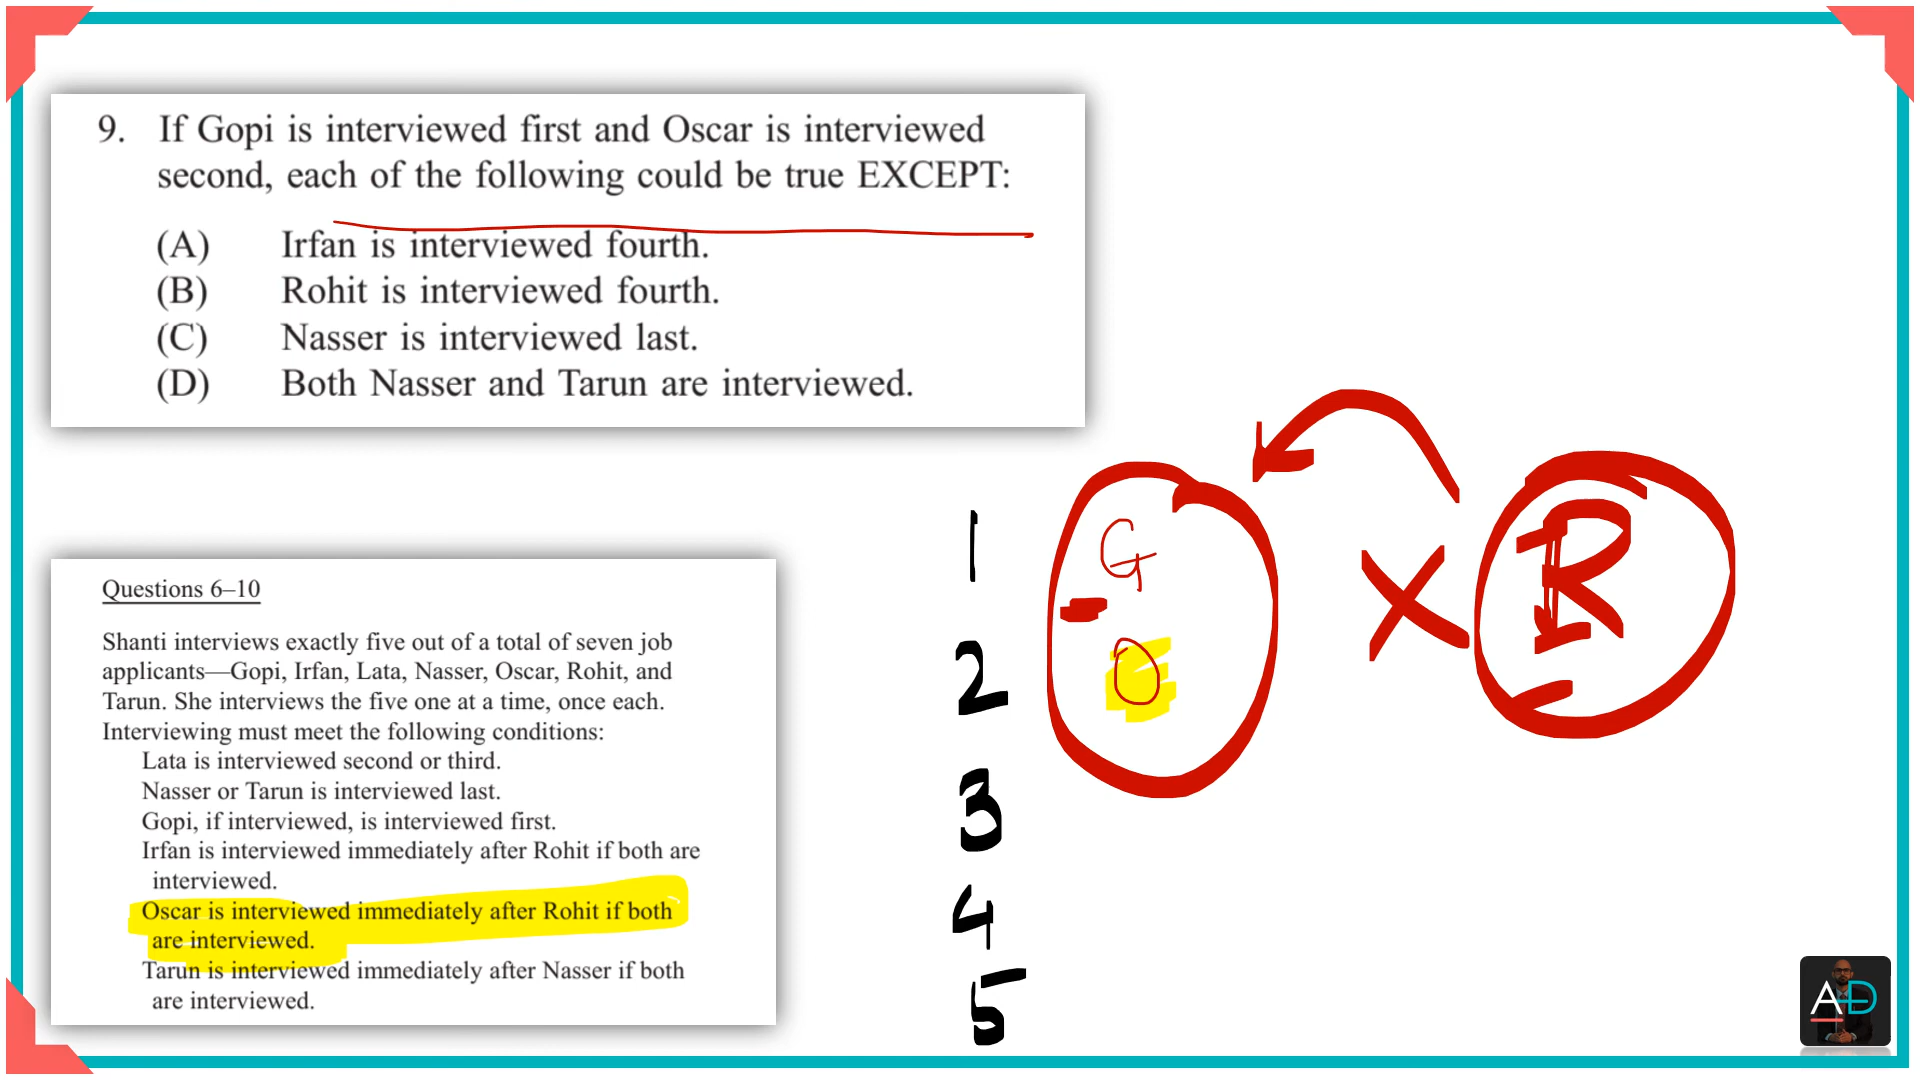 9. If Gopi is interviewed first and Oscar is interviewed
second, each of the following could be true EXCEPT:
(A) Irfan is interviewed fourth.
(B) Rohit is interviewed fourth.
(C) Nasser is interviewed last.
(D) Both Nasser and Tarun are interviewed.
Questions 6–10
Shanti interviews exactly five out of a total of seven job
applicants—Gopi, Irfan, Lata, Nasser, Oscar, Rohit, and
Tarun. She interviews the five one at a time, once each.
Interviewing must meet the following conditions:
Lata is interviewed second or third.
Nasser or Tarun is interviewed last.
Gopi, if interviewed, is interviewed first.
Irfan is interviewed immediately after Rohit if both are
interviewed.
Oscar is interviewed immediately after Rohit if both
are interviewed.
Tarun is interviewed immediately after Nasser if both
are interviewed.
1 G X R
2 O
3
4
5
AD